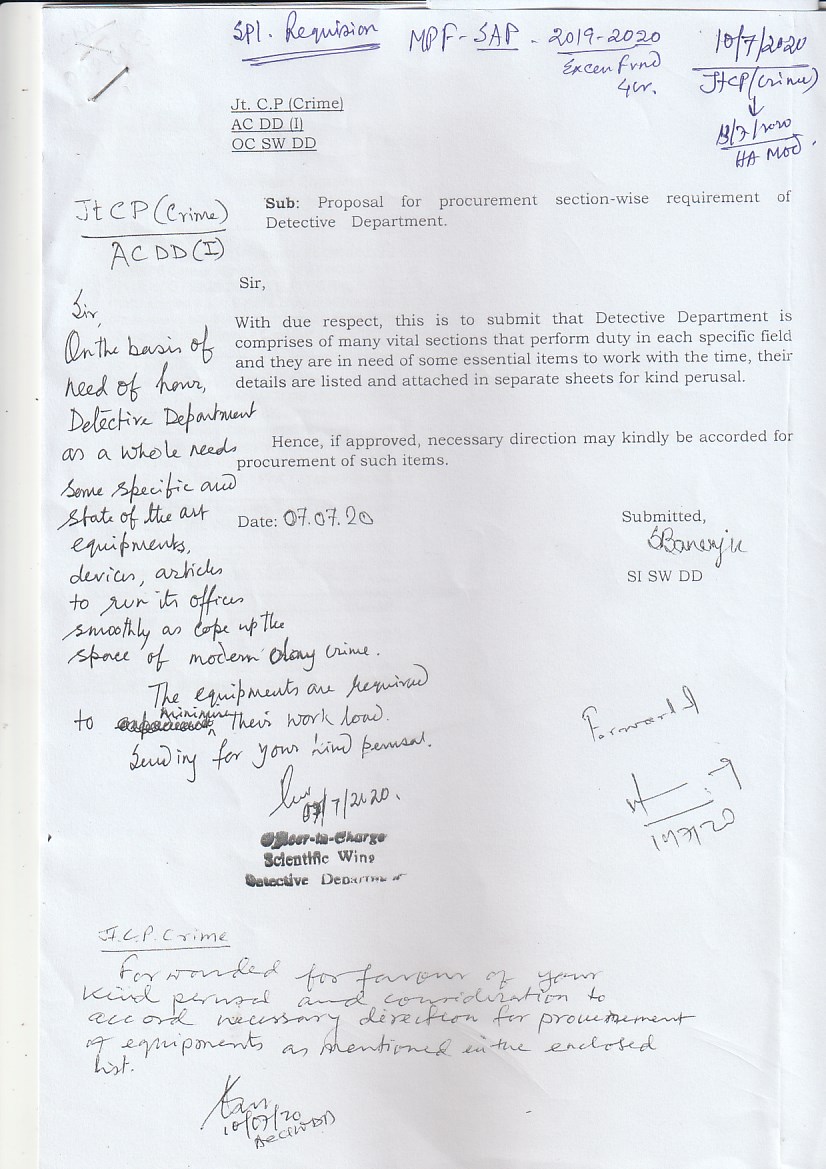 Spl. Requision MPF-SAP - 2019-2020
Excen Fund
4cr.
10/7/2020
JtCP(Crime)
↓
13/7/2020
HA MOD.
Jt. C.P (Crime)
AC DD (I)
OC SW DD
JtCP (Crime)
ACDD(I)
Sub: Proposal for procurement section-wise requirement of
Detective Department.
Sir,
With due respect, this is to submit that Detective Department is
comprises of many vital sections that perform duty in each specific field
and they are in need of some essential items to work with the time, their
details are listed and attached in separate sheets for kind perusal.
Hence, if approved, necessary direction may kindly be accorded for
procurement of such items.
Date: 07.07.20
Submitted,
SBanerjee
SI SW DD
Sir,
On the basis of
need of hour,
Detective Department
as a whole needs
some specific and
state of the art
equipments,
devices, articles
to run its offices
smoothly as cope up the
space of modern day crime.
The equipments are required
to minimise their work load.
Sending for your kind perusal.
07/7/2020.
Officer-in-Charge
Scientific Wing
Detective Department
Forwarded
10/7/20
Jt.C.P. Crime
Forwarded for favour of your
kind perusal and consideration to
accord necessary direction for procurement
of equipments as mentioned in the enclosed
list.
10/07/20